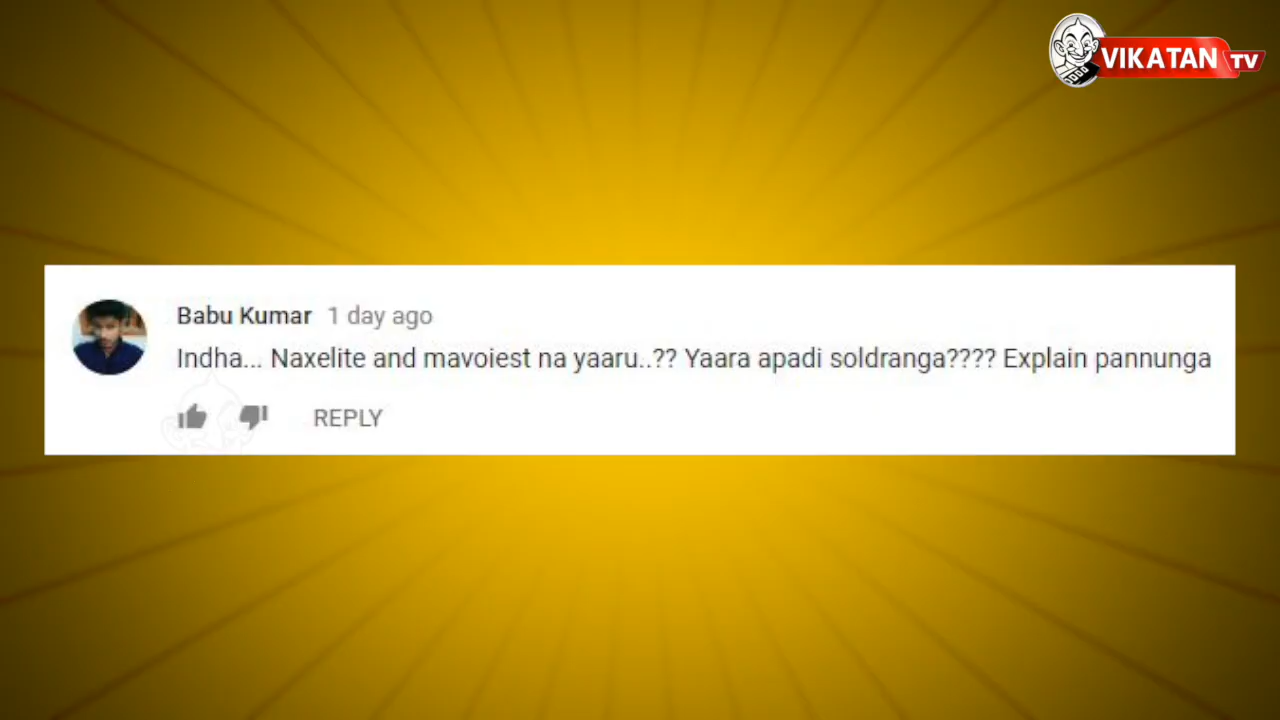 VIKATAN TV
Babu Kumar 1 day ago
Indha... Naxelite and mavoiest na yaaru..?? Yaara apadi soldranga???? Explain pannunga
REPLY